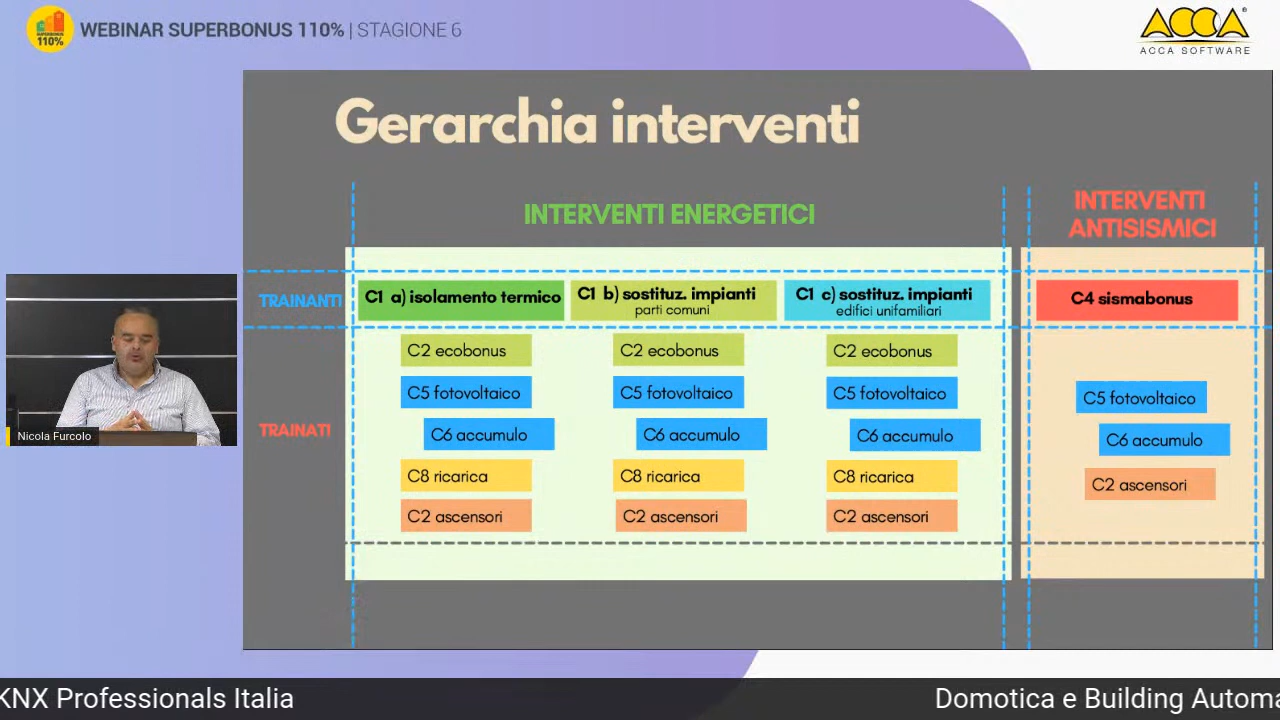 SUPERBONUS
110%
WEBINAR SUPERBONUS 110% | STAGIONE 6
ACCA
ACCA SOFTWARE
Gerarchia interventi
INTERVENTI ENERGETICI
INTERVENTI
ANTISISMICI
TRAINANTI
C1 a) isolamento termico
C1 b) sostituz. impianti
parti comuni
C1 c) sostituz. impianti
edifici unifamiliari
C4 sismabonus
TRAINATI
C2 ecobonus
C5 fotovoltaico
C6 accumulo
C8 ricarica
C2 ascensori
C2 ecobonus
C5 fotovoltaico
C6 accumulo
C8 ricarica
C2 ascensori
C2 ecobonus
C5 fotovoltaico
C6 accumulo
C8 ricarica
C2 ascensori
C5 fotovoltaico
C6 accumulo
C2 ascensori
Nicola Furcolo
KNX Professionals Italia
Domotica e Building Automa